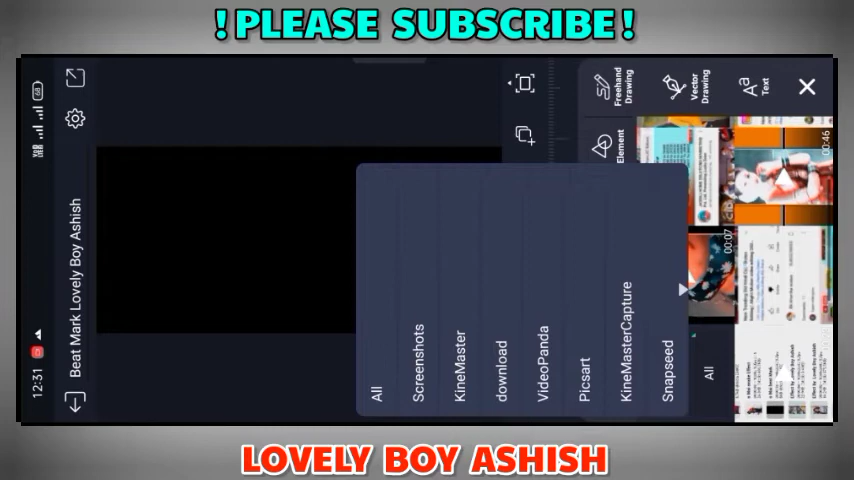 ! PLEASE SUBSCRIBE !
12:31
68
Beat Mark Lovely Boy Ashish
Freehand
Drawing
Vector
Drawing
Text
Element
All
Screenshots
KineMaster
download
VideoPanda
Picsart
KineMasterCapture
Snapseed
All
00:46
00:07
LOVELY BOY ASHISH